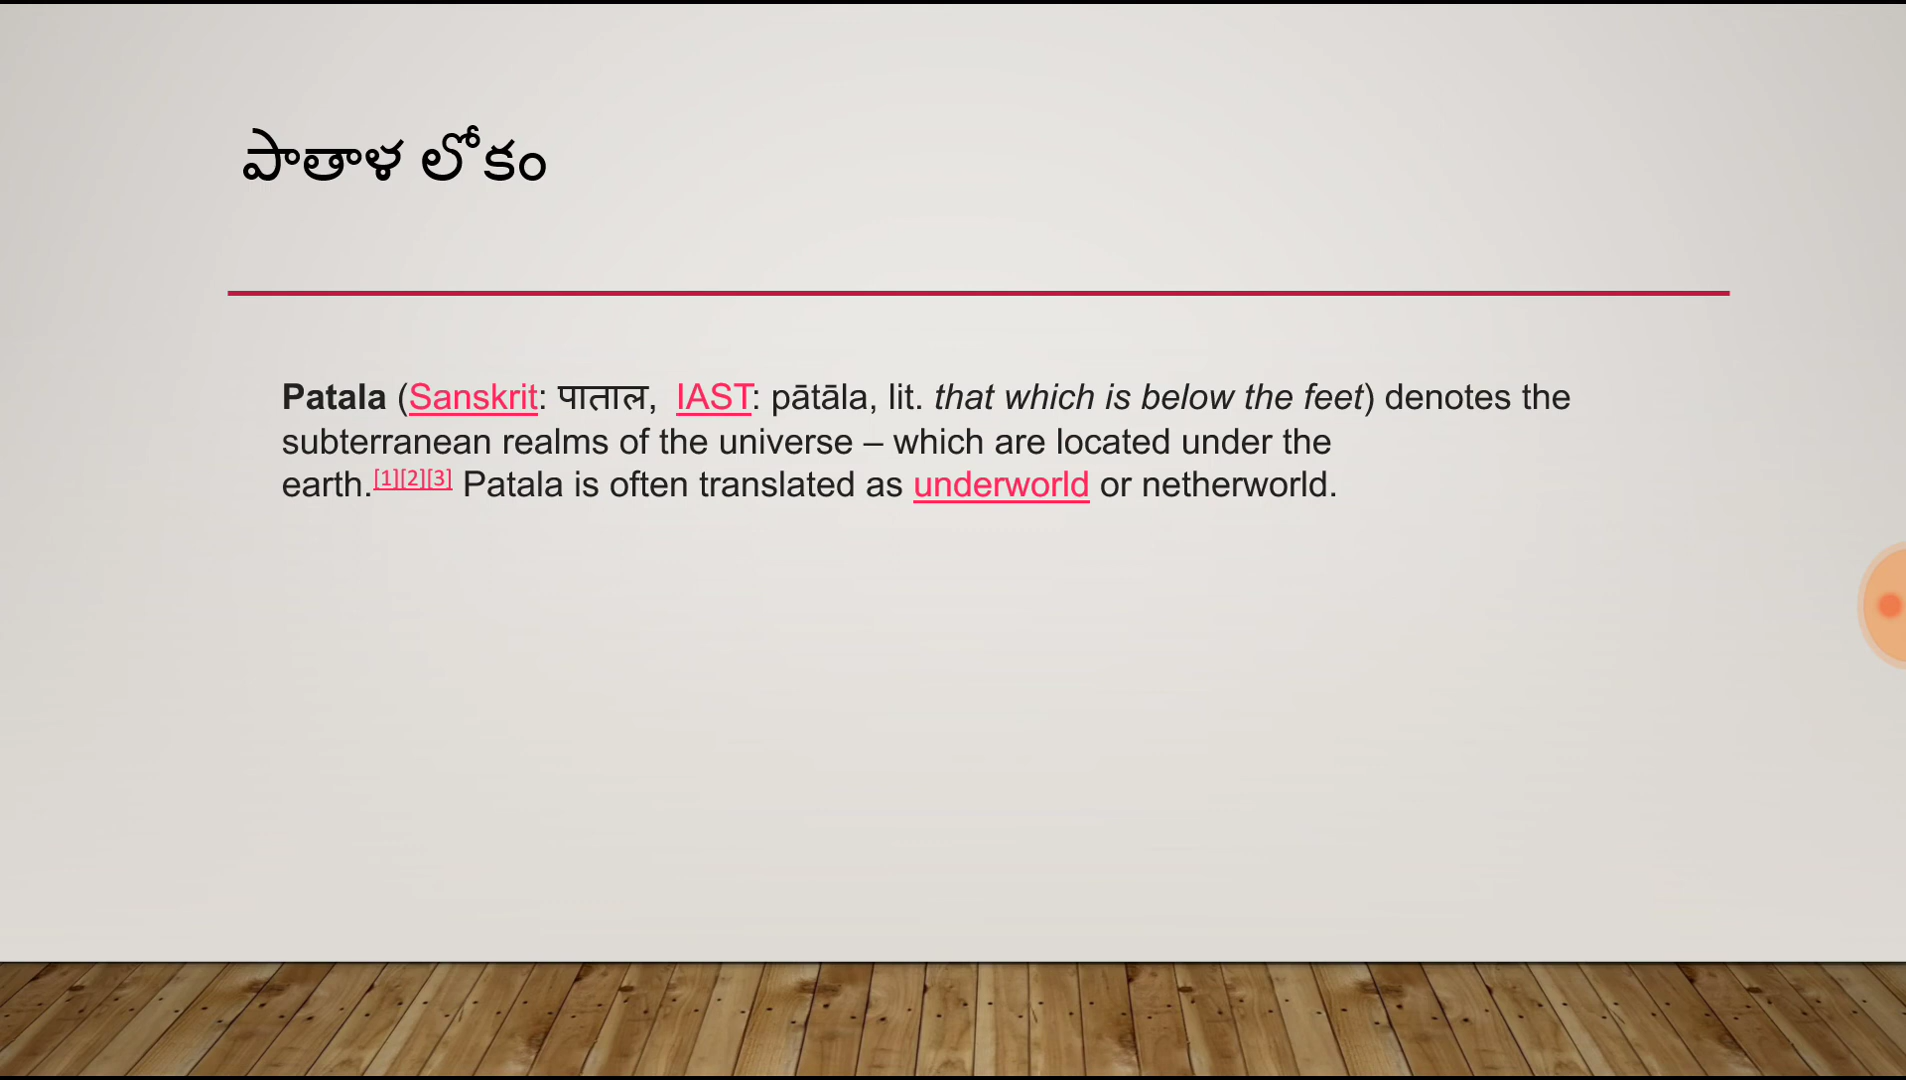 పాతాళ లోకం
Patala (Sanskrit: पाताल, IAST: pātāla, lit. that which is below the feet) denotes the
subterranean realms of the universe – which are located under the
earth.[1][2][3] Patala is often translated as underworld or netherworld.